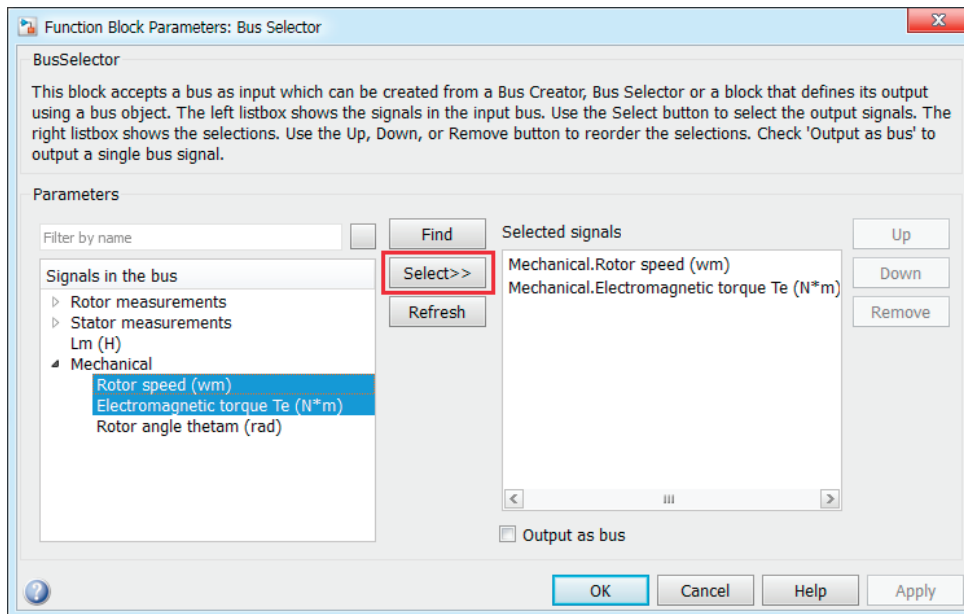 Function Block Parameters: Bus Selector
X
BusSelector
This block accepts a bus as input which can be created from a Bus Creator, Bus Selector or a block that defines its output
using a bus object. The left listbox shows the signals in the input bus. Use the Select button to select the output signals. The
right listbox shows the selections. Use the Up, Down, or Remove button to reorder the selections. Check 'Output as bus' to
output a single bus signal.
Parameters
Filter by name
Find
Selected signals
Up
Signals in the bus
Select>>
Mechanical.Rotor speed (wm)
Down
Mechanical.Electromagnetic torque Te (N*m)
Rotor measurements
Refresh
Remove
Stator measurements
Lm (H)
Mechanical
Rotor speed (wm)
Electromagnetic torque Te (N*m)
Rotor angle thetam (rad)
Output as bus
?
OK
Cancel
Help
Apply